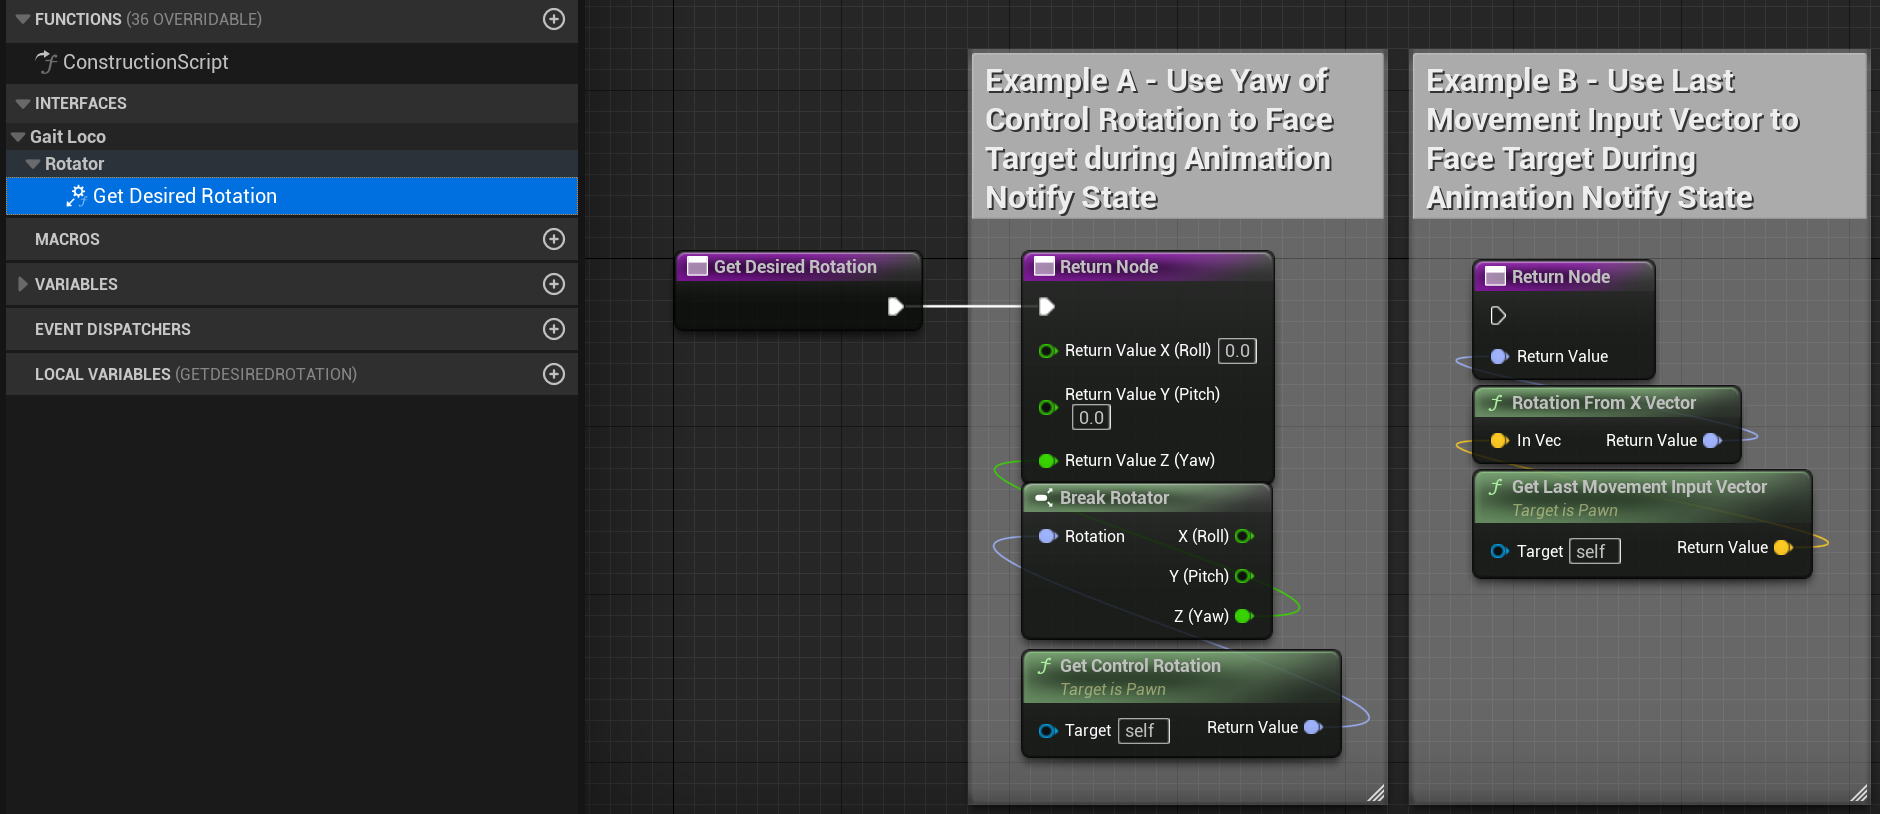 FUNCTIONS (36 OVERRIDABLE)
ConstructionScript
INTERFACES
Gait Loco
Rotator
Get Desired Rotation
MACROS
VARIABLES
EVENT DISPATCHERS
LOCAL VARIABLES (GETDESIREDROTATION)
Get Desired Rotation
Example A - Use Yaw of
Control Rotation to Face
Target during Animation
Notify State
Return Node
Return Value X (Roll) 0.0
Return Value Y (Pitch)
0.0
Return Value Z (Yaw)
Break Rotator
Rotation X (Roll)
Y (Pitch)
Z (Yaw)
Get Control Rotation
Target is Pawn
Target self Return Value
Example B - Use Last
Movement Input Vector to
Face Target During
Animation Notify State
Return Node
Return Value
Rotation From X Vector
In Vec Return Value
Get Last Movement Input Vector
Target is Pawn
Target self Return Value